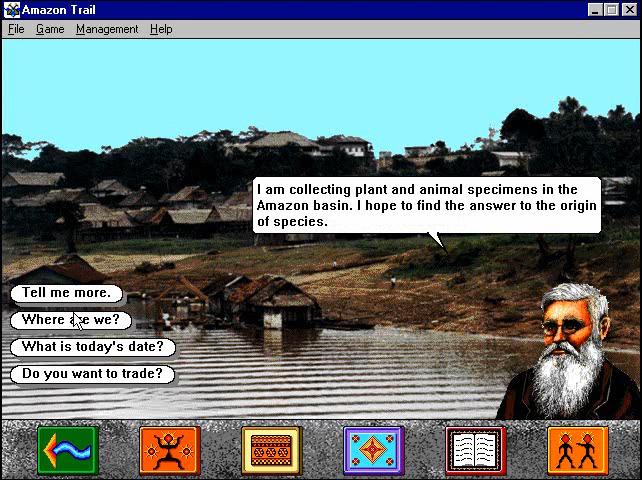 Amazon Trail
File Game Management Help
I am collecting plant and animal specimens in the
Amazon basin. I hope to find the answer to the origin
of species.
Tell me more.
Where are we?
What is today's date?
Do you want to trade?